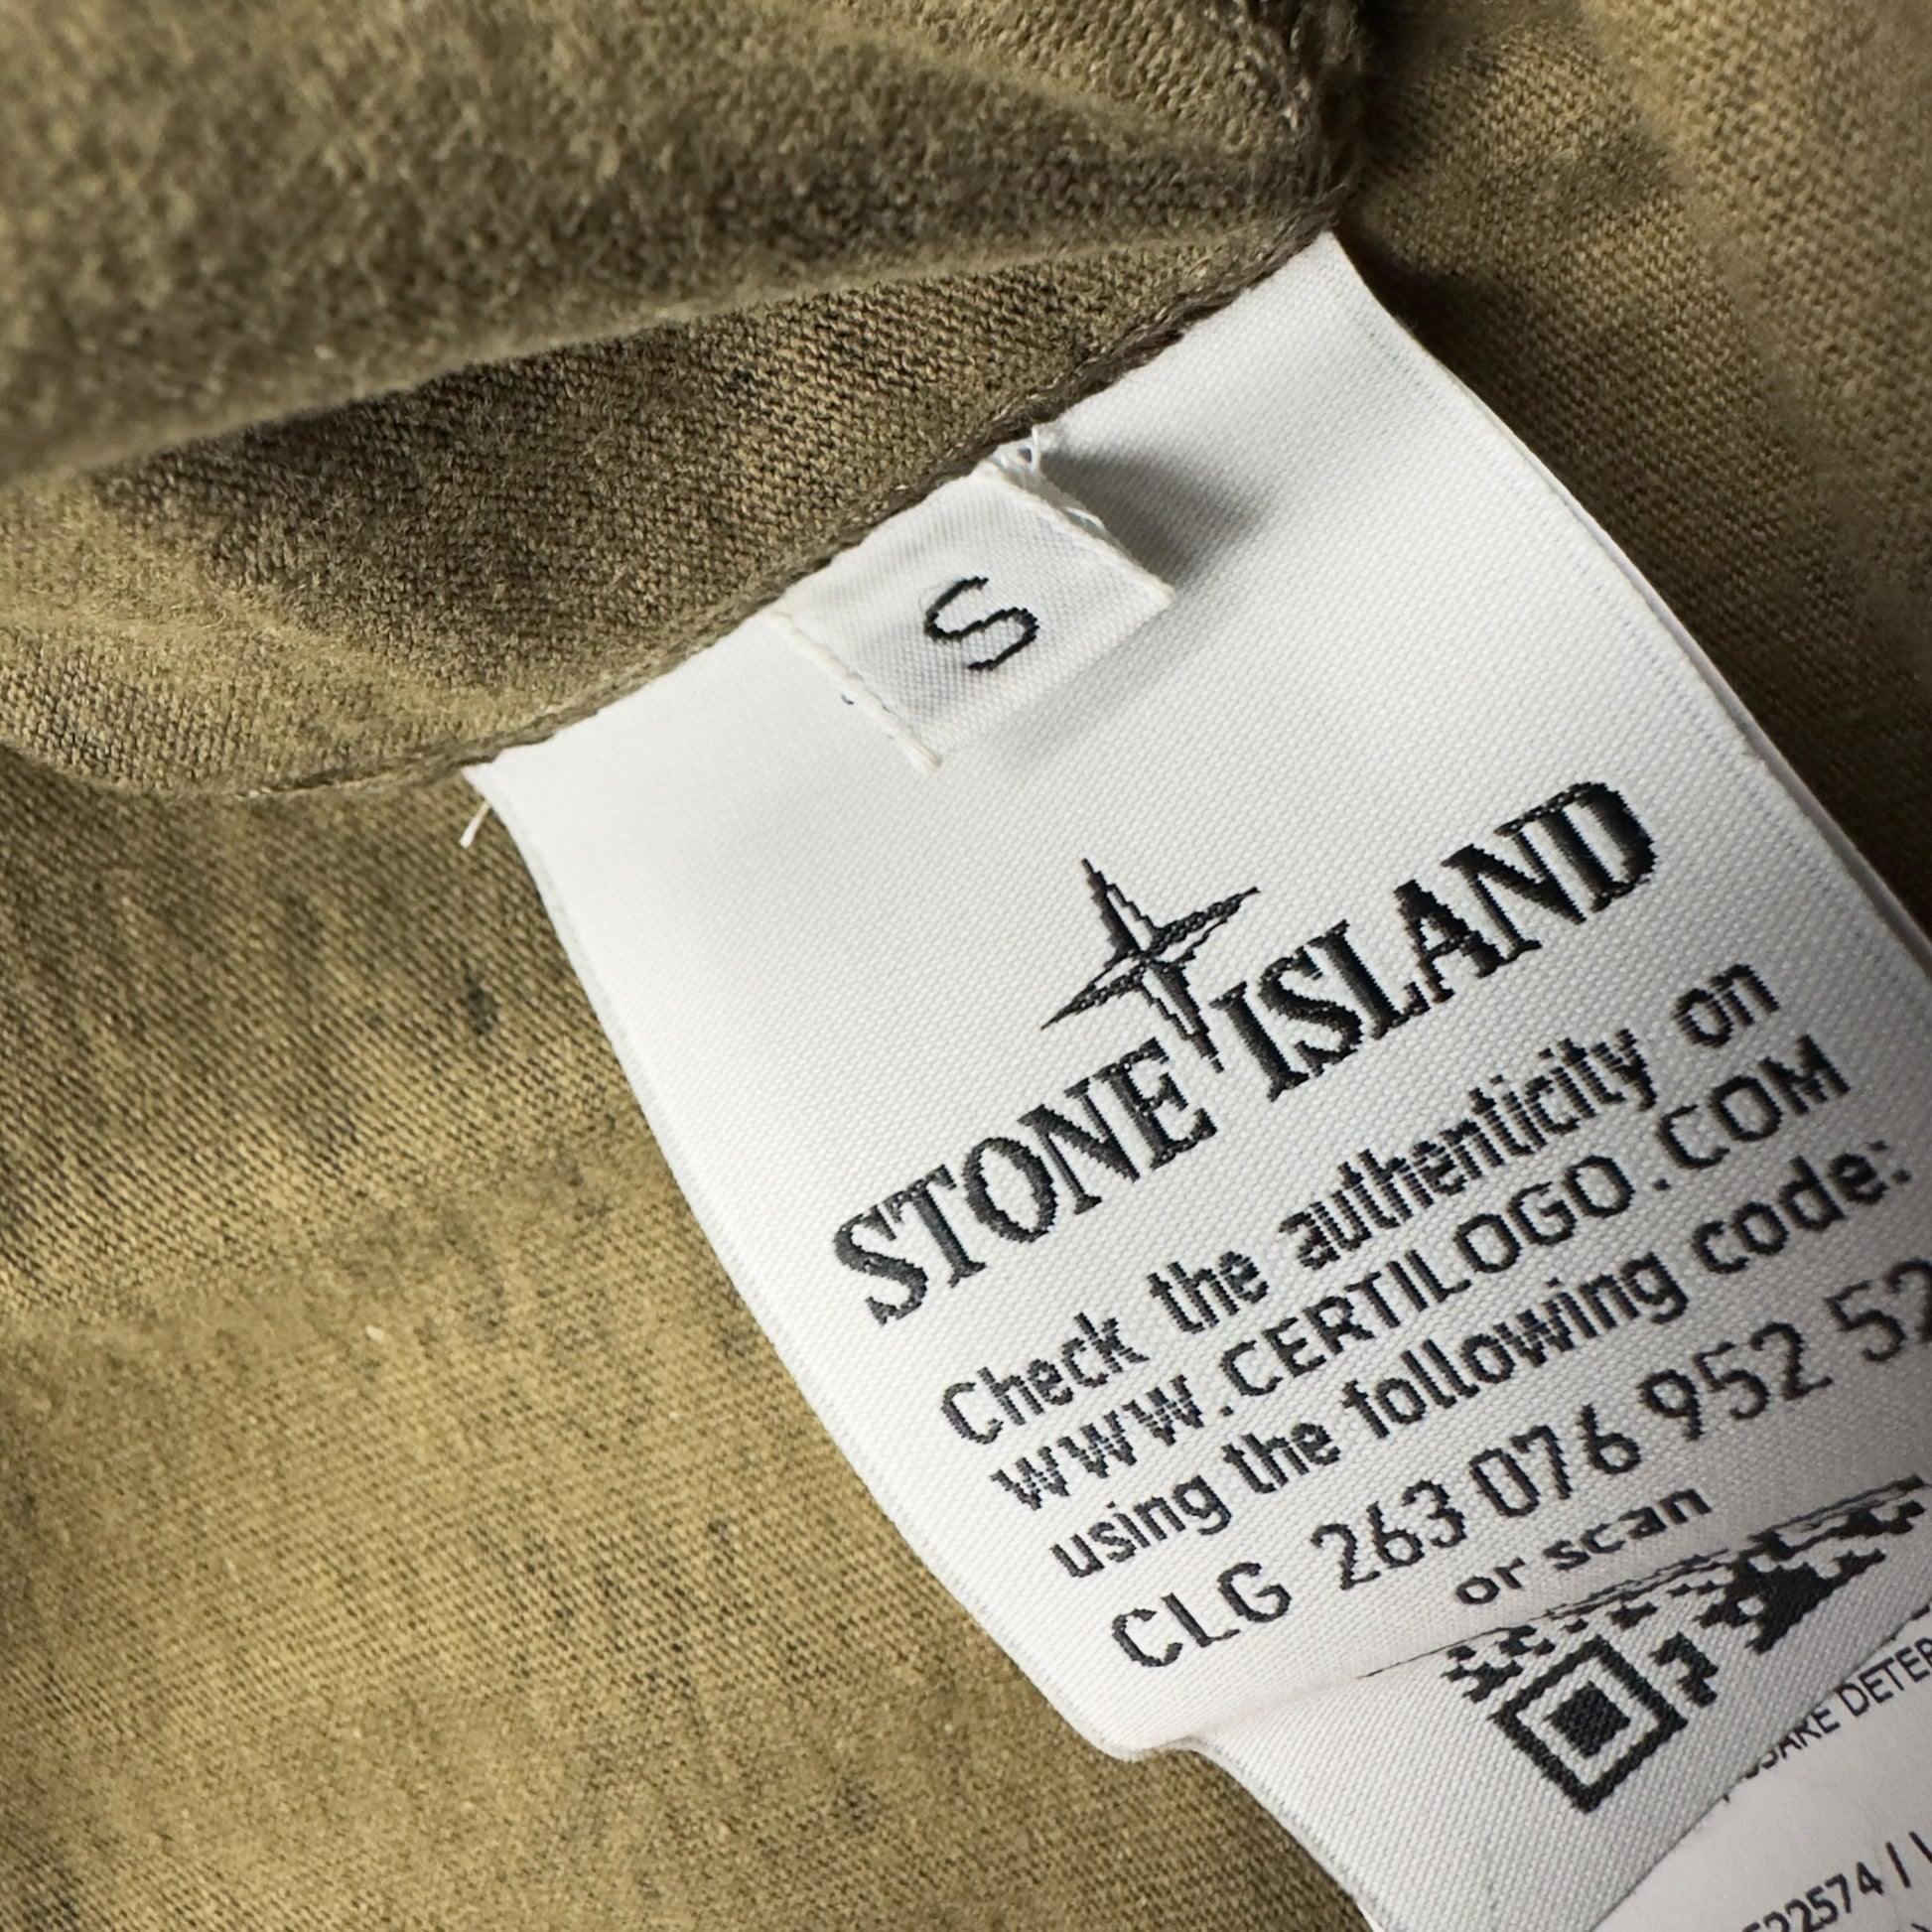 S
STONE ISLAND
Check the authenticity on
WWW.CERTILOGO.COM
using the following code:
CLG 263 076 952 52
or scan
22574 /